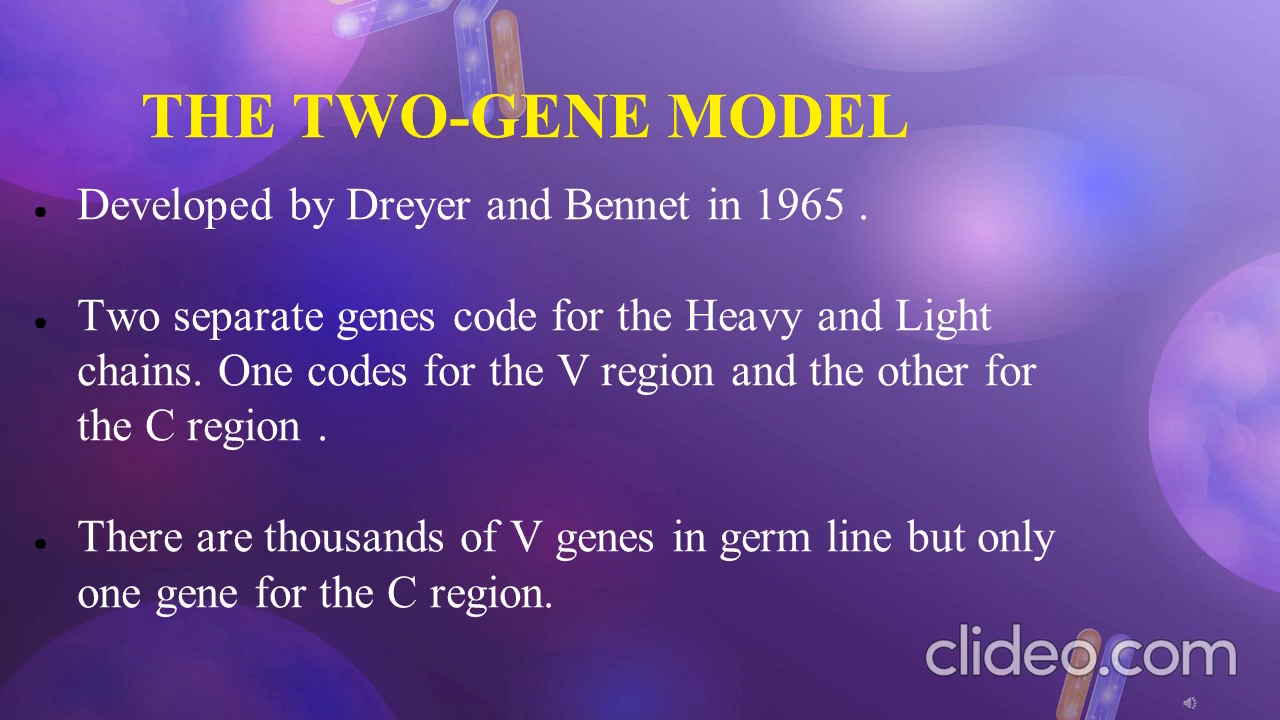 THE TWO-GENE MODEL
• Developed by Dreyer and Bennet in 1965 .
• Two separate genes code for the Heavy and Light
chains. One codes for the V region and the other for
the C region .
• There are thousands of V genes in germ line but only
one gene for the C region.
clideo.com